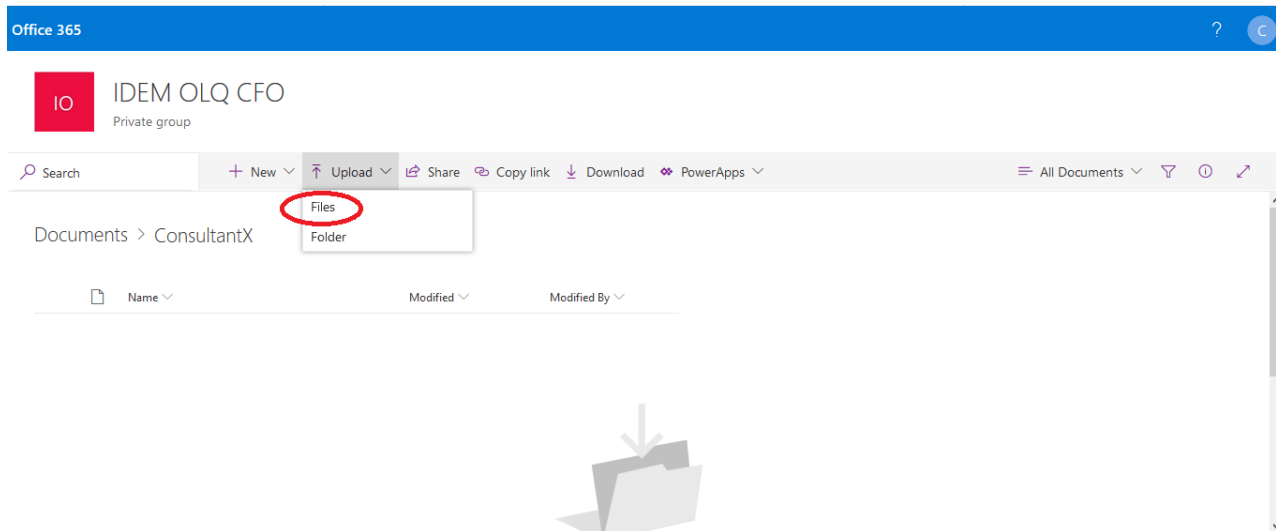 Office 365 ? C
IO IDEM OLQ CFO
Private group
Search + New Upload Share Copy link Download PowerApps All Documents
Files
Folder
Documents > ConsultantX
Name Modified Modified By